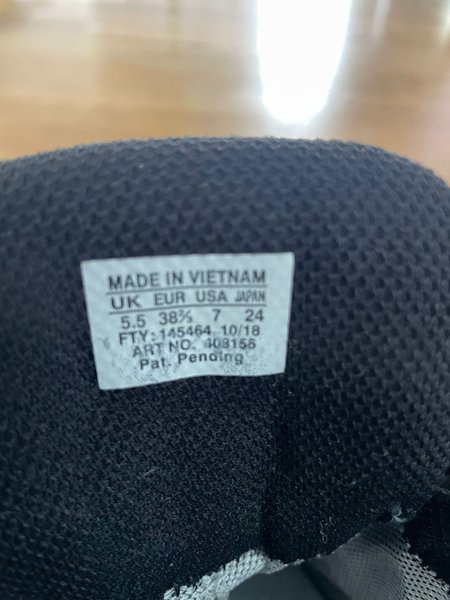 MADE IN VIETNAM
UK EUR USA JAPAN
5.5 38⅔ 7 24
FTY: 145464 10/18
ART NO. 408156
Pat. Pending